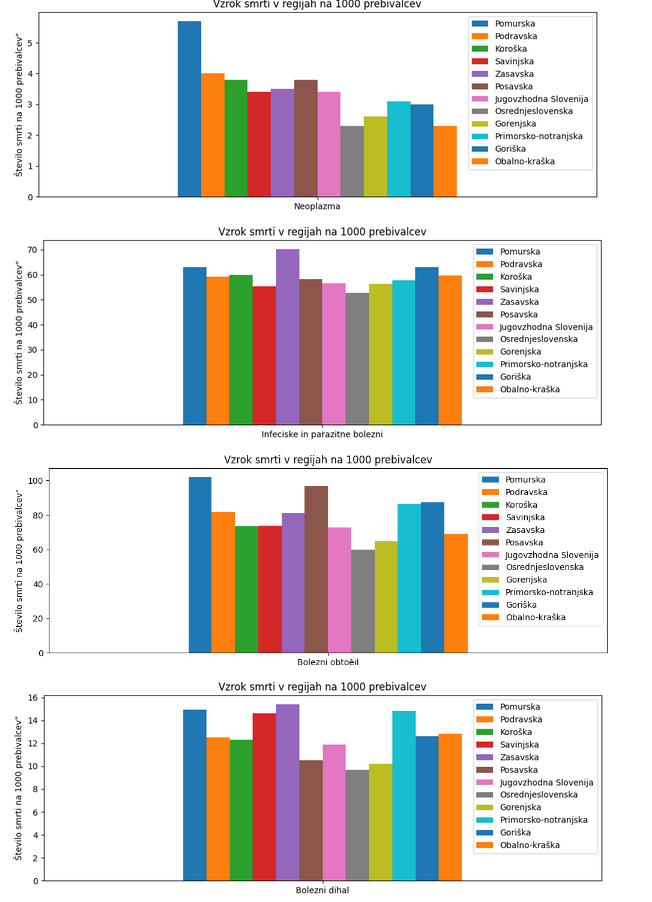 Vzrok smrti v regijah na 1000 prebivalcev
Število smrti na 1000 prebivalcev"
5
4
3
2
1
0
Neoplazma
Pomurska
Podravska
Koroška
Savinjska
Zasavska
Posavska
Jugovzhodna Slovenija
Osrednjeslovenska
Gorenjska
Primorsko-notranjska
Goriška
Obalno-kraška
Vzrok smrti v regijah na 1000 prebivalcev
Število smrti na 1000 prebivalcev"
70
60
50
40
30
20
10
0
Infeciske in parazitne bolezni
Pomurska
Podravska
Koroška
Savinjska
Zasavska
Posavska
Jugovzhodna Slovenija
Osrednjeslovenska
Gorenjska
Primorsko-notranjska
Goriška
Obalno-kraška
Vzrok smrti v regijah na 1000 prebivalcev
Število smrti na 1000 prebivalcev"
100
80
60
40
20
0
Bolezni obtoèil
Pomurska
Podravska
Koroška
Savinjska
Zasavska
Posavska
Jugovzhodna Slovenija
Osrednjeslovenska
Gorenjska
Primorsko-notranjska
Goriška
Obalno-kraška
Vzrok smrti v regijah na 1000 prebivalcev
Število smrti na 1000 prebivalcev"
16
14
12
10
8
6
4
2
0
Bolezni dihal
Pomurska
Podravska
Koroška
Savinjska
Zasavska
Posavska
Jugovzhodna Slovenija
Osrednjeslovenska
Gorenjska
Primorsko-notranjska
Goriška
Obalno-kraška